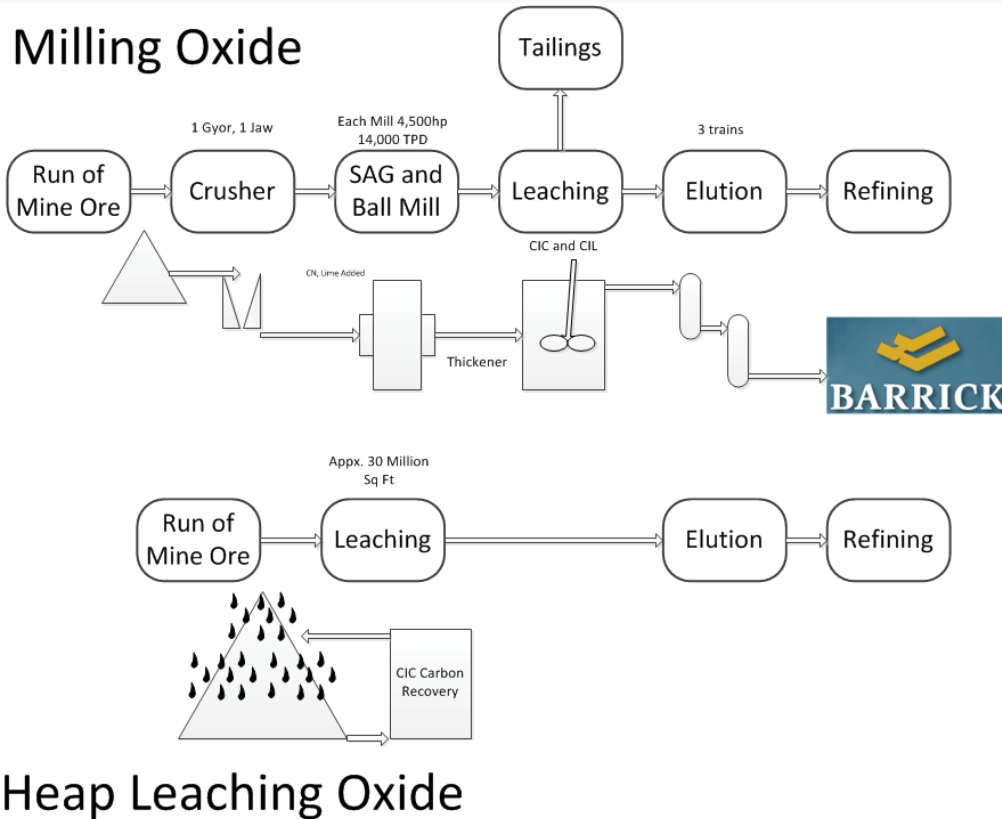 Milling Oxide
Tailings
1 Gyor, 1 Jaw
Each Mill 4,500hp
14,000 TPD
3 trains
Run of
Mine Ore
Crusher
SAG and
Ball Mill
Leaching
Elution
Refining
CIC and CIL
CN, Lime Added
Thickener
BARRICK
Appx. 30 Million
Sq Ft
Run of
Mine Ore
Leaching
Elution
Refining
CIC Carbon
Recovery
Heap Leaching Oxide